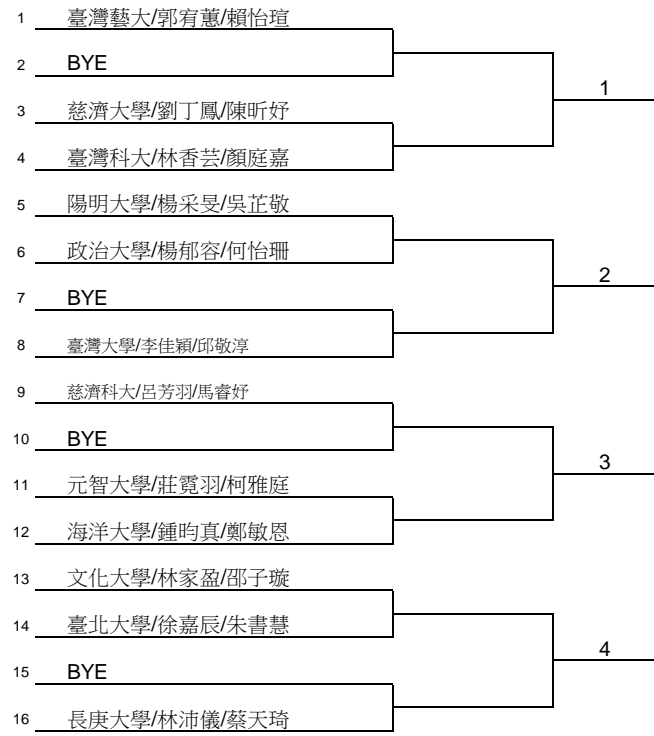 1 臺灣藝大/郭宥蕙/賴怡瑄
2 BYE
1
3 慈濟大學/劉丁鳳/陳昕妤
4 臺灣科大/林香芸/顏庭嘉
5 陽明大學/楊采旻/吳芷敬
6 政治大學/楊郁容/何怡珊
2
7 BYE
8 臺灣大學/李佳穎/邱敬淳
9 慈濟科大/呂芳羽/馬睿妤
10 BYE
3
11 元智大學/莊霓羽/柯雅庭
12 海洋大學/鍾昀真/鄭敏恩
13 文化大學/林家盈/邵子璇
14 臺北大學/徐嘉辰/朱書慧
4
15 BYE
16 長庚大學/林沛儀/蔡天琦